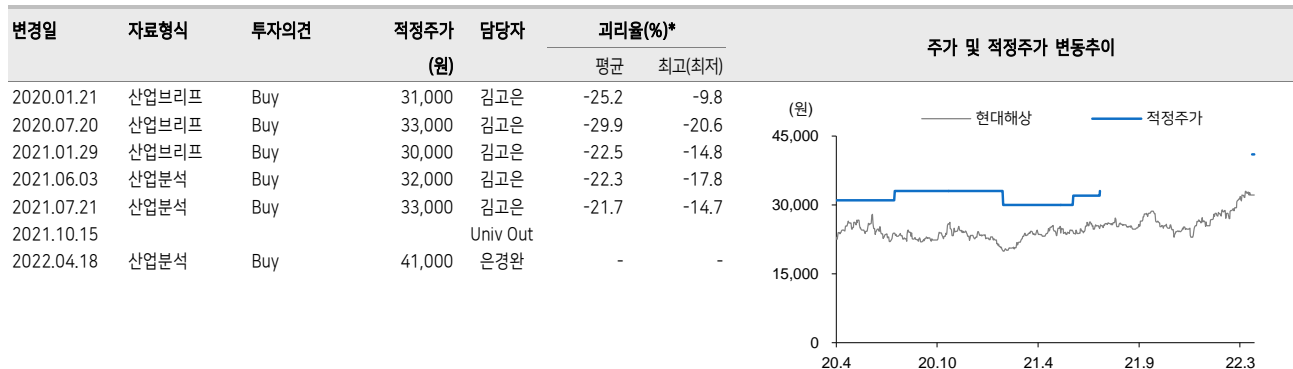 변경일 자료형식 투자의견 적정주가 담당자 괴리율(%)* 주가 및 적정주가 변동추이
(원) 평균 최고(최저)
2020.01.21 산업브리프 Buy 31,000 김고은 -25.2 -9.8
2020.07.20 산업브리프 Buy 33,000 김고은 -29.9 -20.6
2021.01.29 산업브리프 Buy 30,000 김고은 -22.5 -14.8
2021.06.03 산업분석 Buy 32,000 김고은 -22.3 -17.8
2021.07.21 산업분석 Buy 33,000 김고은 -21.7 -14.7
2021.10.15 Univ Out
2022.04.18 산업분석 Buy 41,000 은경완 - -
(원)
현대해상 적정주가
45,000
30,000
15,000
0
20.4 20.10 21.4 21.9 22.3